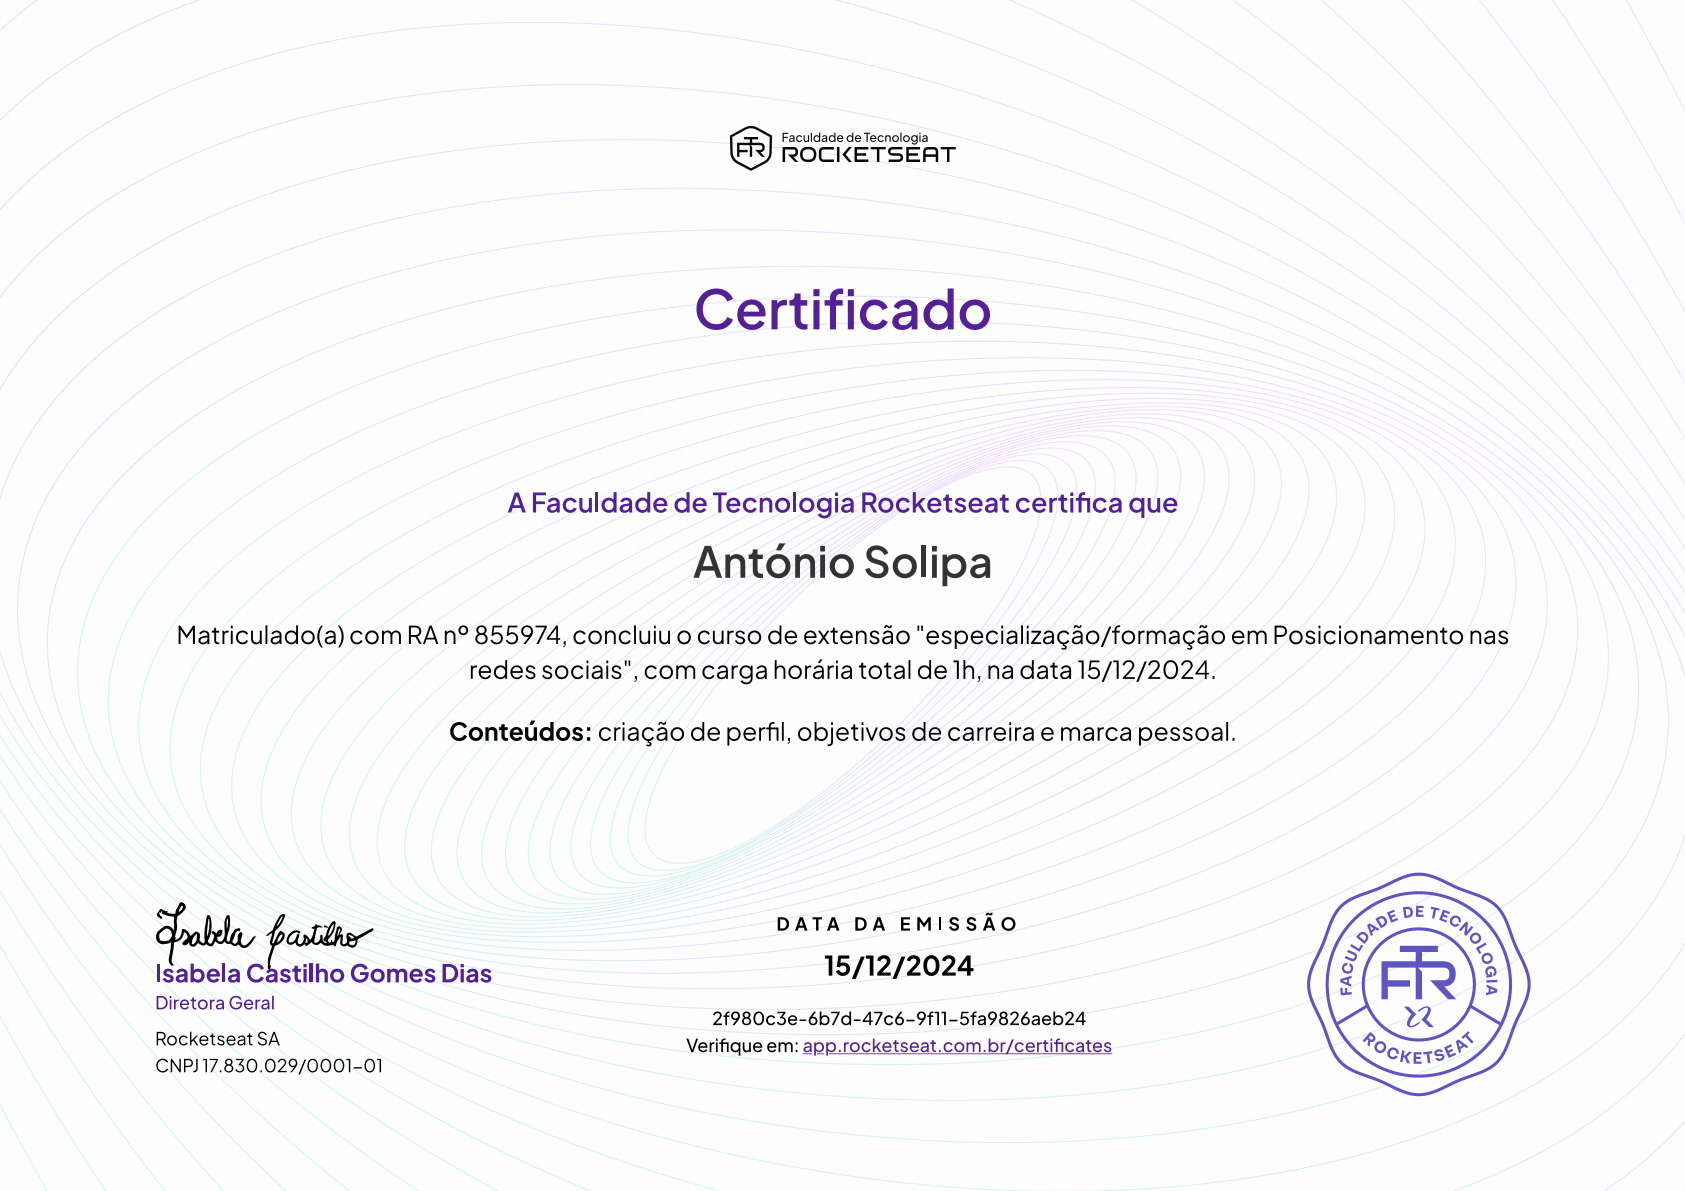 Faculdade de Tecnologia
ROCKETSEAT
Certificado
A Faculdade de Tecnologia Rocketseat certifica que
António Solipa
Matriculado(a) com RA nº 855974, concluiu o curso de extensão "especialização/formação em Posicionamento nas
redes sociais", com carga horária total de 1h, na data 15/12/2024.
Conteúdos: criação de perfil, objetivos de carreira e marca pessoal.
Isabela Castilho
Isabela Castilho Gomes Dias
Diretora Geral
Rocketseat SA
CNPJ 17.830.029/0001-01
DATA DA EMISSÃO
15/12/2024
2f980c3e-6b7d-47c6-9f11-5fa9826aeb24
Verifique em: app.rocketseat.com.br/certificates
FACULDADE DE TECNOLOGIA
FTR
ROCKETSEAT